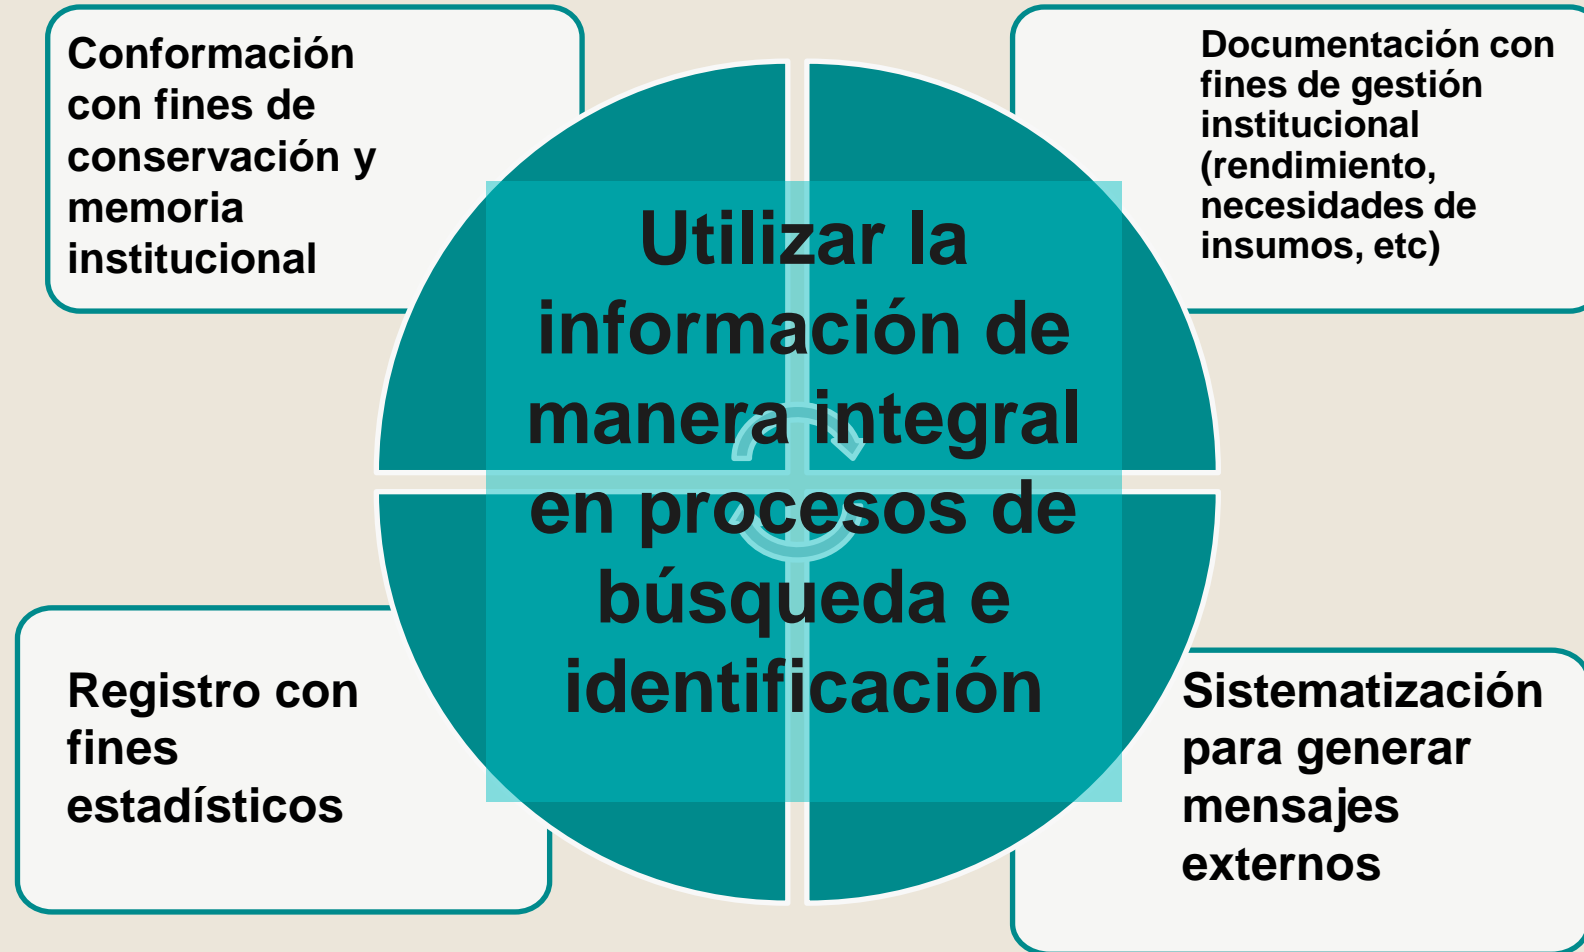 Conformación
con fines de
conservación y
memoria
institucional
Documentación con
fines de gestión
institucional
(rendimiento,
necesidades de
insumos, etc)
Utilizar la
información de
manera integral
en procesos de
búsqueda e
identificación
Registro con
fines
estadísticos
Sistematización
para generar
mensajes
externos